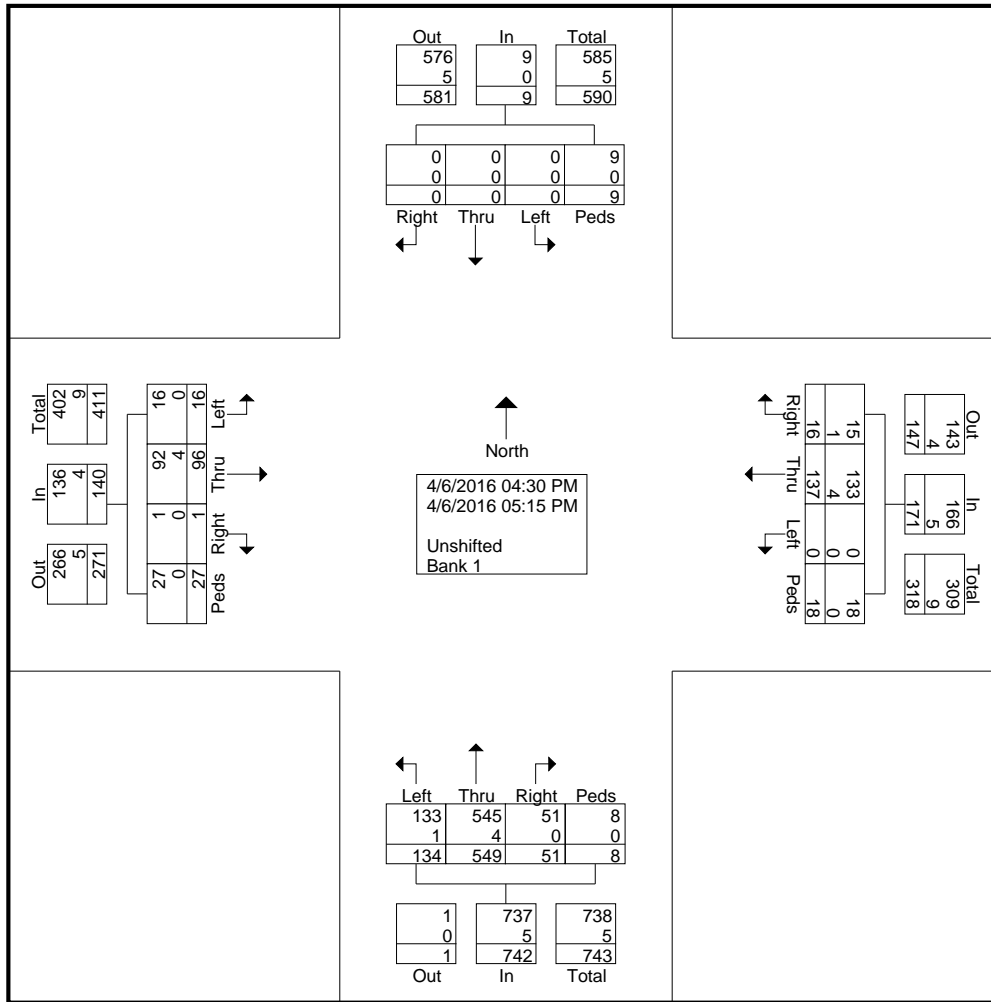 Out In Total
576 9 585
5 0 5
581 9 590
0 0 0 9
0 0 0 0
0 0 0 9
Right Thru Left Peds
Total
402
9
411
In
136
4
140
Out
266
5
271
16
0
16
Left
92
4
96
Thru
1
0
1
Right
27
0
27
Peds
North
4/6/2016 04:30 PM
4/6/2016 05:15 PM
Unshifted
Bank 1
Right
16
1
15
Thru
137
4
133
Left
0
0
0
Peds
18
0
18
Out
143
4
147
In
166
5
171
Total
309
9
318
Left Thru Right Peds
133 545 51 8
1 4 0 0
134 549 51 8
1 737 738
0 5 5
1 742 743
Out In Total